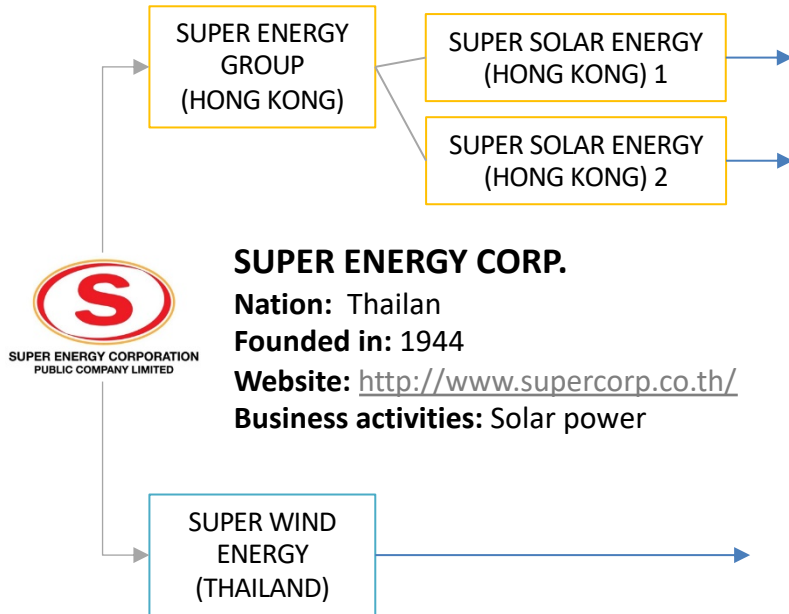 SUPER ENERGY
GROUP
(HONG KONG)
SUPER SOLAR ENERGY
(HONG KONG) 1
SUPER SOLAR ENERGY
(HONG KONG) 2
S
SUPER ENERGY CORPORATION
PUBLIC COMPANY LIMITED
SUPER ENERGY CORP.
Nation: Thailan
Founded in: 1944
Website: http://www.supercorp.co.th/
Business activities: Solar power
SUPER WIND
ENERGY
(THAILAND)